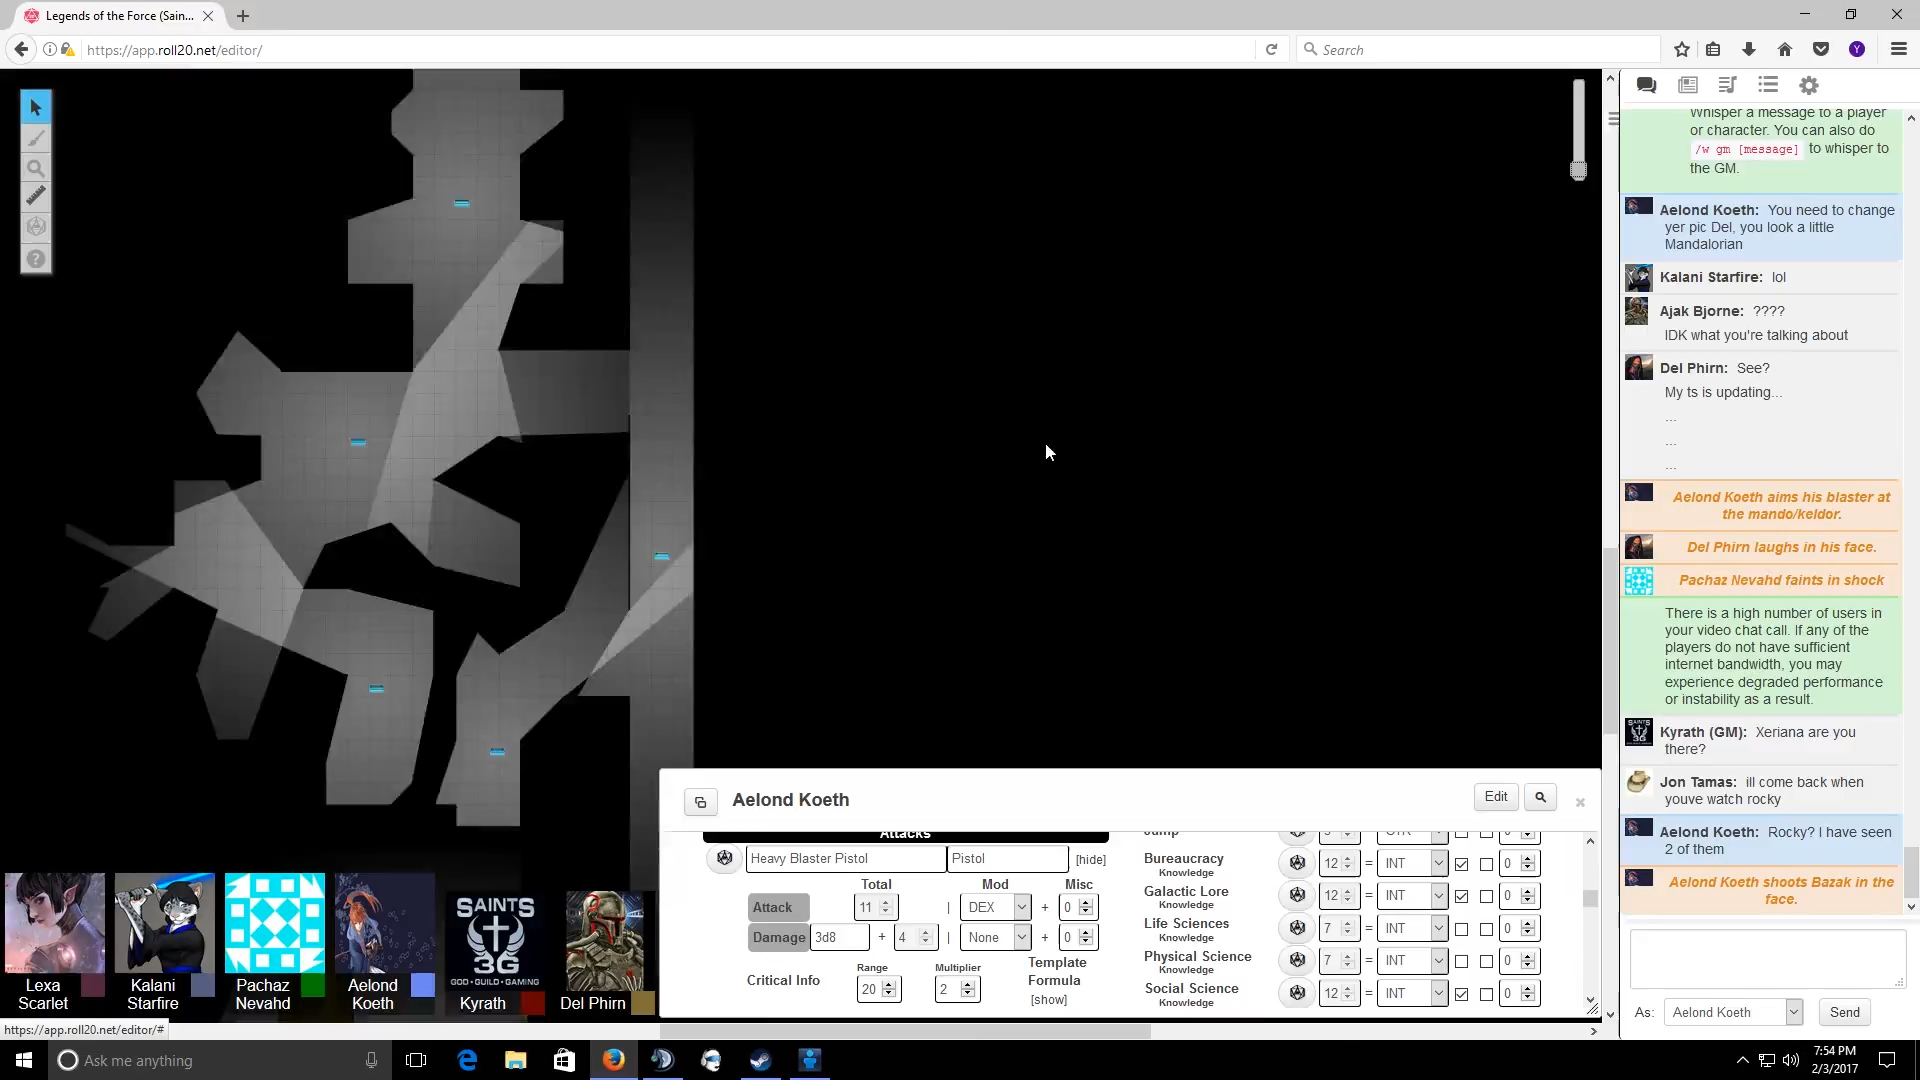 Legends of the Force (Sain...
https://app.roll20.net/editor/
Search
Whisper a message to a player
or character. You can also do
/w gm [message] to whisper to
the GM.
Aelond Koeth: You need to change
yer pic Del, you look a little
Mandalorian
Kalani Starfire: lol
Ajak Bjorne: ????
IDK what you're talking about
Del Phirn: See?
My ts is updating...
...
...
...
Aelond Koeth aims his blaster at
the mando/keldor.
Del Phirn laughs in his face.
Pachaz Nevahd faints in shock
There is a high number of users in
your video chat call. If any of the
players do not have sufficient
internet bandwidth, you may
experience degraded performance
or instability as a result.
Kyrath (GM): Xeriana are you
there?
Jon Tamas: ill come back when
youve watch rocky
Aelond Koeth: Rocky? I have seen
2 of them
Aelond Koeth shoots Bazak in the
face.
As: Aelond Koeth Send
Aelond Koeth Edit
Attacks
Heavy Blaster Pistol Pistol [hide]
Total Mod Misc
Attack 11 | DEX + 0
Damage 3d8 + 4 | None + 0
Critical Info Range 20 Multiplier 2 Template
Formula
[show]
Jump
Bureaucracy 12 = INT 0
Knowledge
Galactic Lore 12 = INT 0
Knowledge
Life Sciences 7 = INT 0
Knowledge
Physical Science 7 = INT 0
Knowledge
Social Science 12 = INT 0
Knowledge
SAINTS
3G
GOD • GUILD • GAMING
Lexa
Scarlet
Kalani
Starfire
Pachaz
Nevahd
Aelond
Koeth
Kyrath
Del Phirn
https://app.roll20.net/editor/#
Ask me anything
7:54 PM
2/3/2017